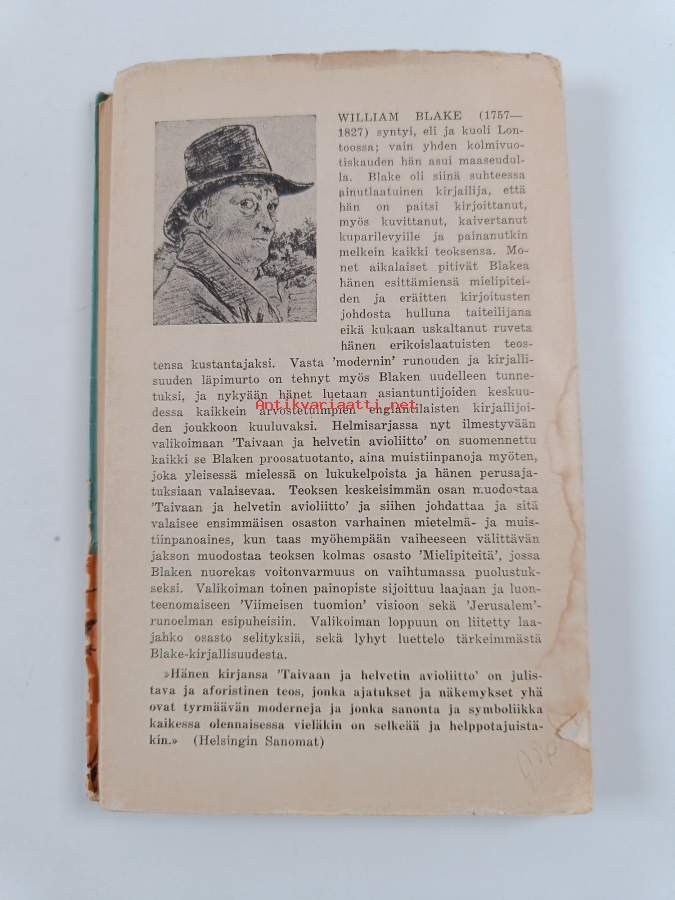 WILLIAM BLAKE (1757—
1827) syntyi, eli ja kuoli Lon-
toossa; vain yhden kolmivuo-
tiskauden hän asui maaseudul-
la. Blake oli siinä suhteessa
ainutlaatuinen kirjailija, että
hän on paitsi kirjoittanut,
myös kuvittanut, kaivertanut
kuparilevyille ja painanutkin
melkein kaikki teoksensa. Mo-
net aikalaiset pitivät Blakea
hänen esittämiensä mielipitei-
den ja eräitten kirjoitusten
johdosta hulluna taiteilijana
eikä kukaan uskaltanut ruveta
hänen erikoislaatuisten teos-
tensa kustantajaksi. Vasta 'modernin' runouden ja kirjalli-
suuden läpimurto on tehnyt myös Blaken uudelleen tunne-
tuksi, ja nykyään hänet luetaan asiantuntijoiden keskuu-
dessa kaikkein arvostetuimpien englantilaisten kirjailijoi-
Antikvariaatti.net
den joukkoon kuuluvaksi. Helmisarjassa nyt ilmestyvään
valikoimaan 'Taivaan ja helvetin avioliitto' on suomennettu
kaikki se Blaken proosatuotanto, aina muistiinpanoja myöten,
joka yleisessä mielessä on lukukelpoista ja hänen perusaja-
tuksiaan valaisevaa. Teoksen keskeisimmän osan muodostaa
'Taivaan ja helvetin avioliitto' ja siihen johdattaa ja sitä
valaisee ensimmäisen osaston varhainen mietelmä- ja muis-
tiinpanoaines, kun taas myöhempään vaiheeseen välittävän
jakson muodostaa teoksen kolmas osasto 'Mielipiteitä', jossa
Blaken nuorekas voitonvarmuus on vaihtumassa puolustuk-
seksi. Valikoiman toinen painopiste sijoittuu laajaan ja luon-
teenomaiseen 'Viimeisen tuomion' visioon sekä 'Jerusalem'-
runoelman esipuheisiin. Valikoiman loppuun on liitetty laa-
jahko osasto selityksiä, sekä lyhyt luettelo tärkeimmästä
Blake-kirjallisuudesta.
»Hänen kirjansa 'Taivaan ja helvetin avioliitto' on julis-
tava ja aforistinen teos, jonka ajatukset ja näkemykset yhä
ovat tyrmäävän moderneja ja jonka sanonta ja symboliikka
kaikessa olennaisessa vieläkin on selkeää ja helppotajuista-
kin.» (Helsingin Sanomat)